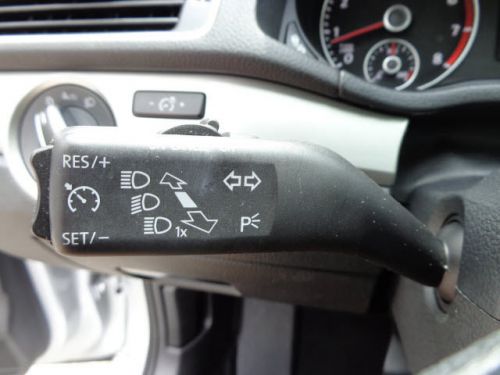 RES/+
SET/-
1x
P